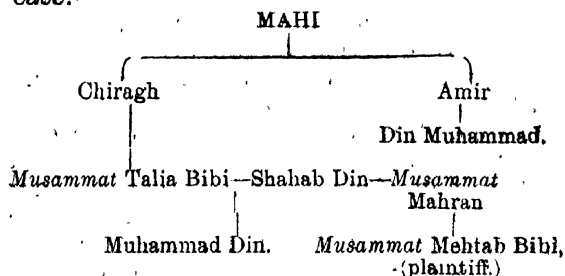 case.
MAHI
Chiragh Amir
Din Muhammad.
Musammat Talia Bibi—Shahab Din—Musammat
Mahran
Muhammad Din. Musammat Mehtab Bibi,
(plaintiff.)